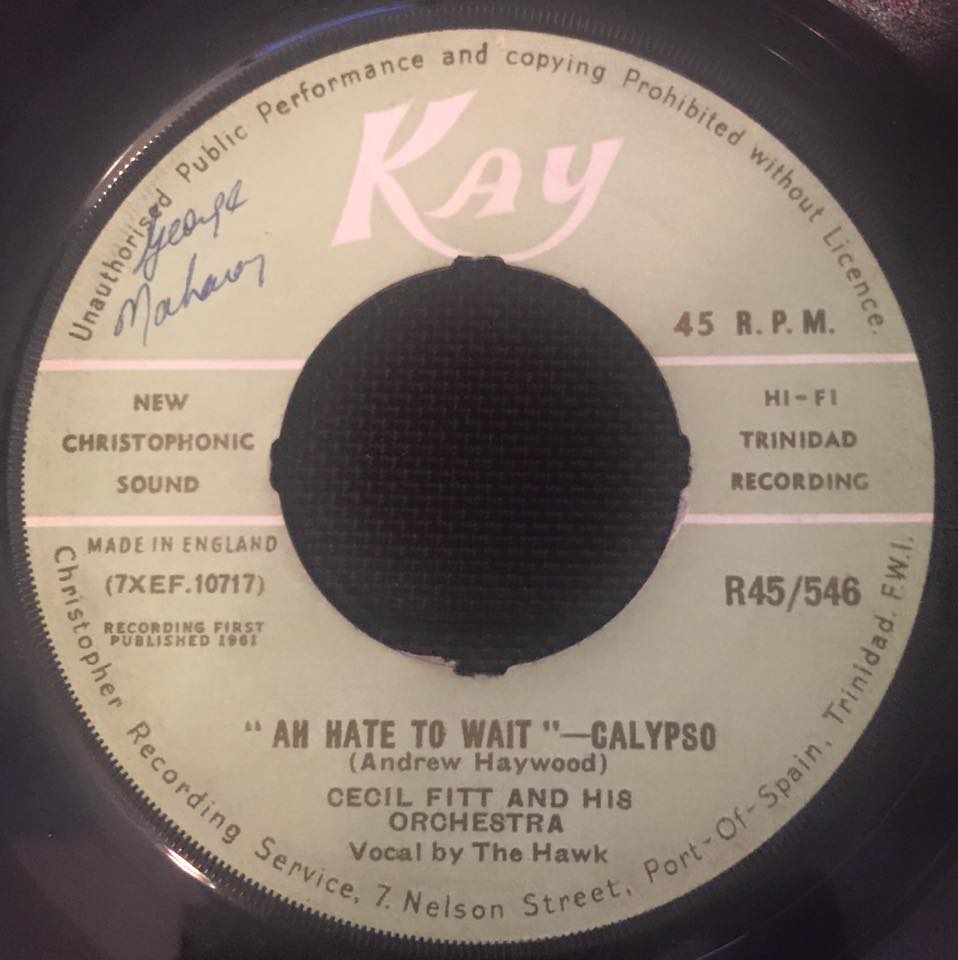 Unauthorised Public Performance and copying Prohibited without Licence.
Kay
George
45 R.P.M.
NEW
CHRISTOPHONIC
SOUND
HI-FI
TRINIDAD
RECORDING
MADE IN ENGLAND
(7XEF.10717)
RECORDING FIRST
PUBLISHED 1961
R45/546
"AH HATE TO WAIT"—CALYPSO
(Andrew Haywood)
CECIL FITT AND HIS
ORCHESTRA
Vocal by The Hawk
Christopher Recording Service, 7. Nelson Street, Port-Of-Spain, Trinidad. F.W.I.